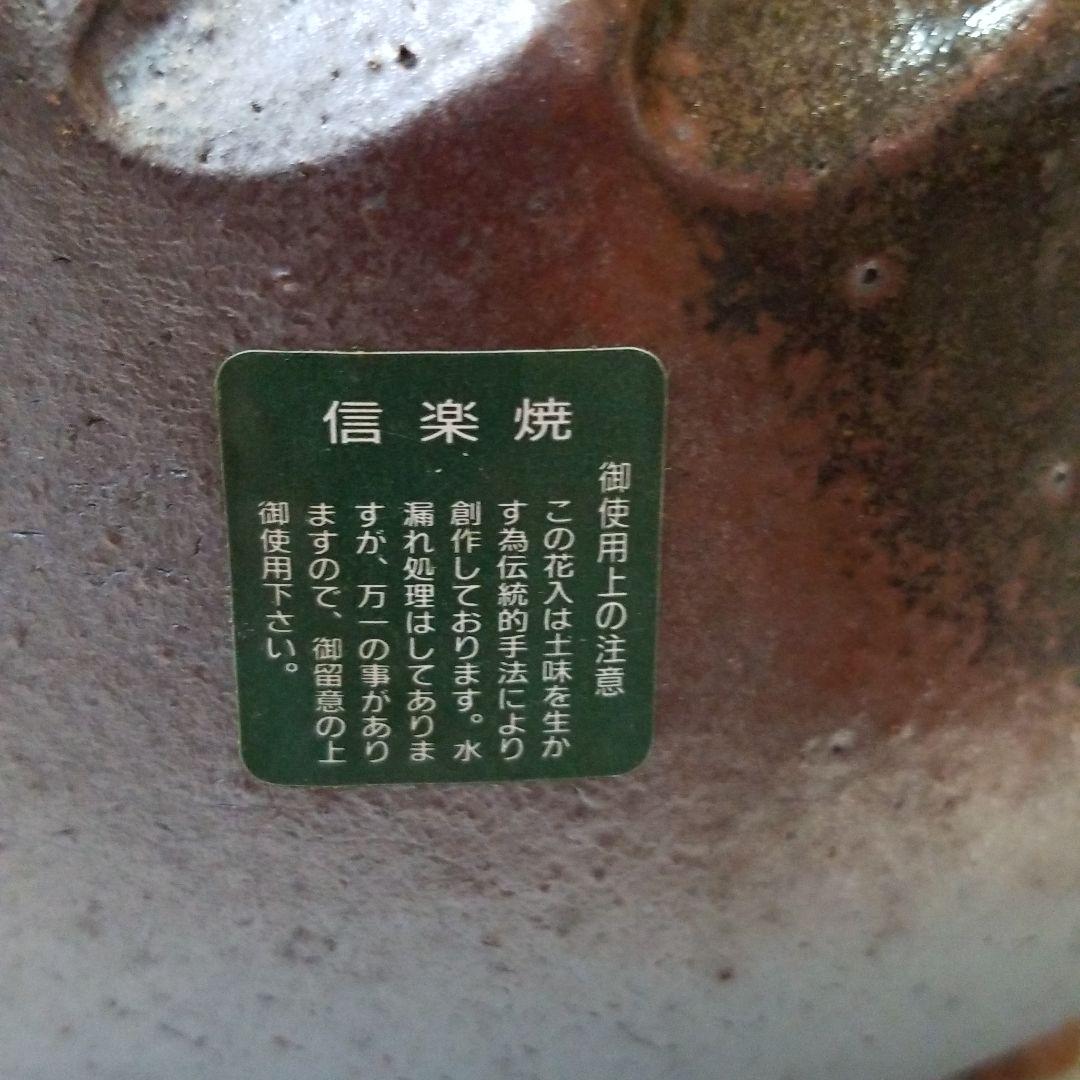 信楽焼
御使用上の注意
この花入は土味を生か
す為伝統的手法により
創作しております。水
漏れ処理はしてありま
すが、万一の事があり
ますので、御留意の上
御使用下さい。